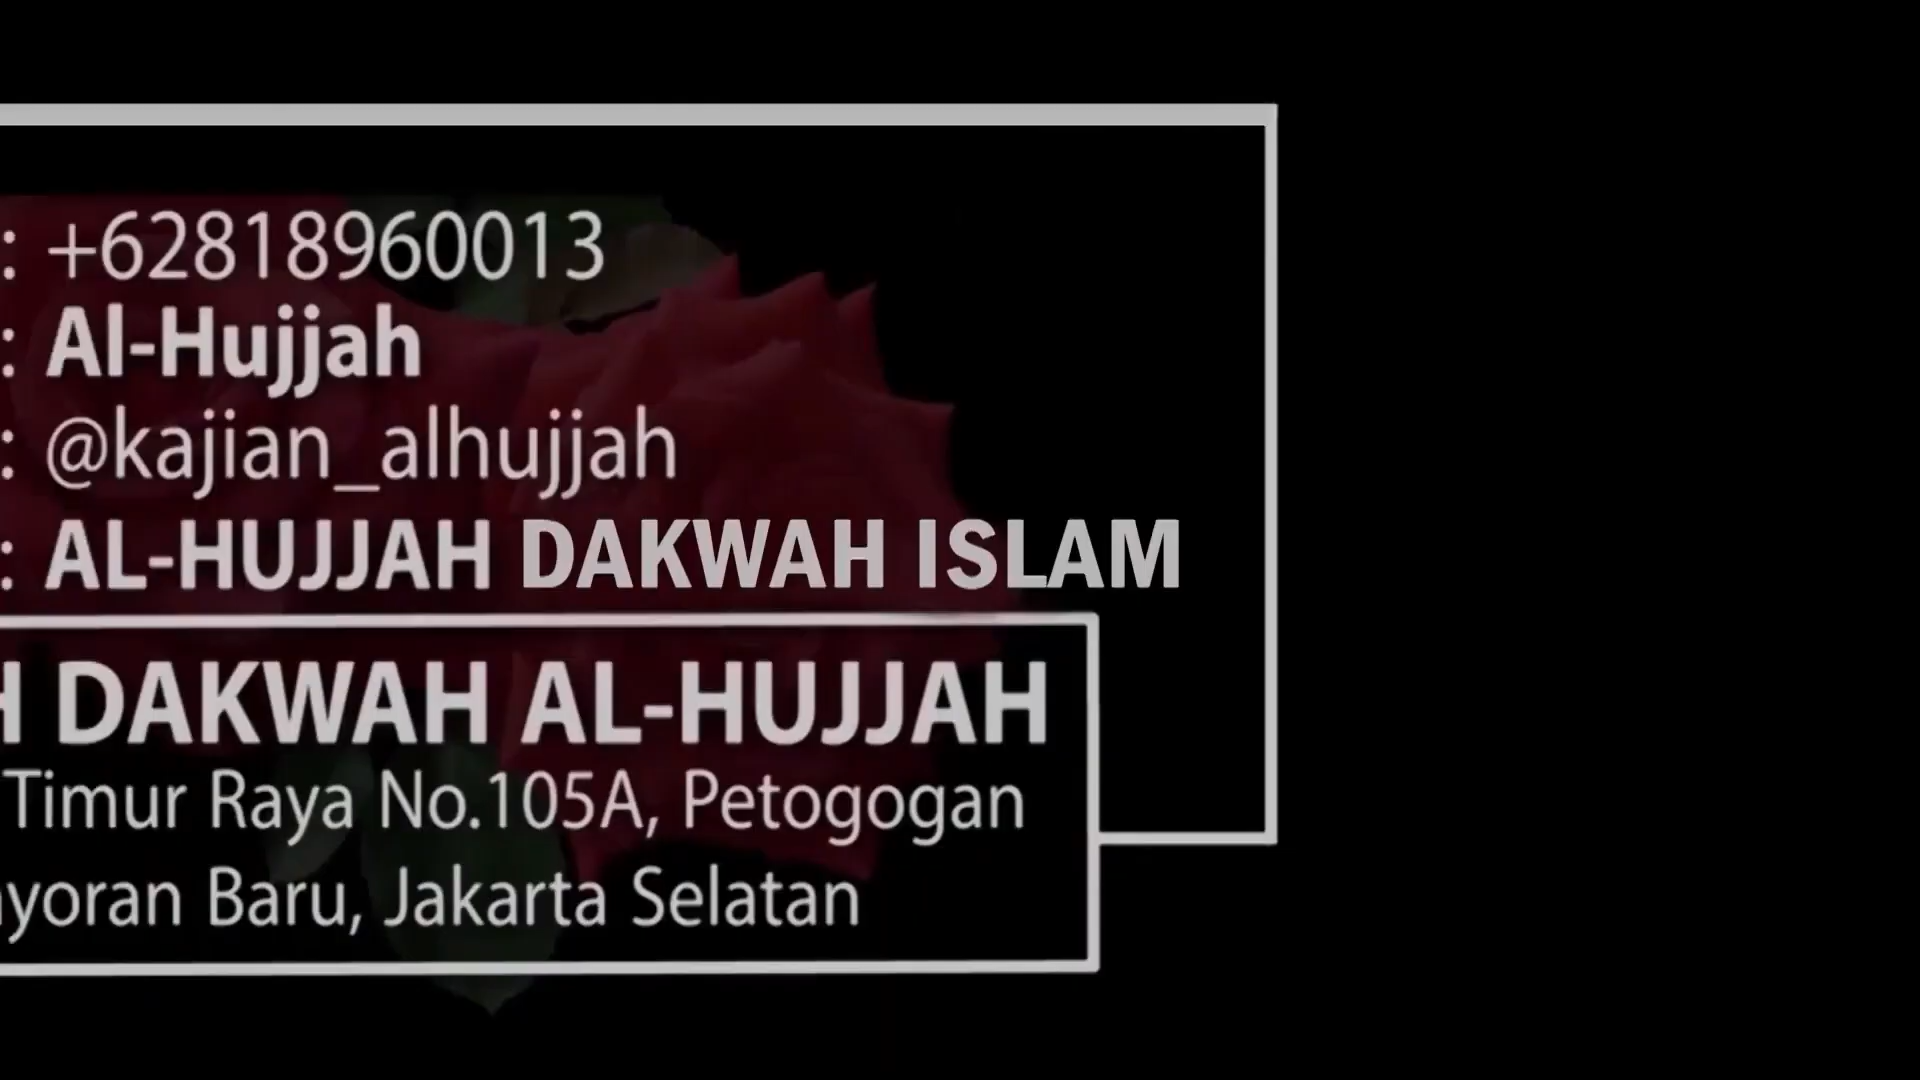 : +62818960013
: Al-Hujjah
: @kajian_alhujjah
: AL-HUJJAH DAKWAH ISLAM
DAKWAH AL-HUJJAH
Timur Raya No.105A, Petogogan
Baru, Jakarta Selatan